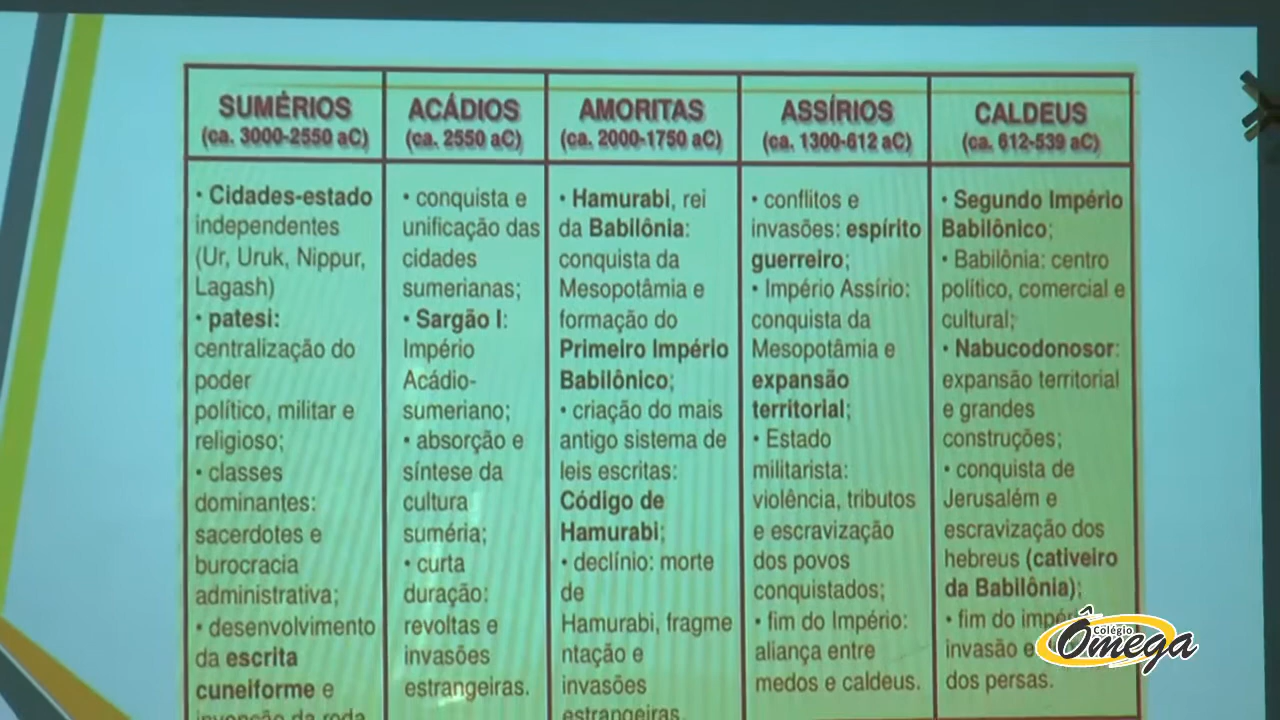 SUMÉRIOS
(ca. 3000-2550 aC)
• Cidades-estado
independentes
(Ur, Uruk, Nippur,
Lagash)
• patesi:
centralização do
poder
político, militar e
religioso;
• classes
dominantes:
sacerdotes e
burocracia
administrativa;
• desenvolvimento
da escrita
cuneiforme e
invenção da roda
ACÁDIOS
(ca. 2550 aC)
• conquista e
unificação das
cidades
sumerianas;
• Sargão I:
Império
Acádio-
sumeriano;
• absorção e
síntese da
cultura
suméria;
• curta
duração:
revoltas e
invasões
estrangeiras.
AMORITAS
(ca. 2000-1750 aC)
• Hamurabi, rei
da Babilônia:
conquista da
Mesopotâmia e
formação do
Primeiro Império
Babilônico;
• criação do mais
antigo sistema de
leis escritas:
Código de
Hamurabi;
• declínio: morte
de
Hamurabi, fragme
ntação e
invasões
estrangeiras.
ASSÍRIOS
(ca. 1300-612 aC)
• conflitos e
invasões: espírito
guerreiro;
• Império Assírio:
conquista da
Mesopotâmia e
expansão
territorial;
• Estado
militarista:
violência, tributos
e escravização
dos povos
conquistados;
• fim do Império:
aliança entre
medos e caldeus.
CALDEUS
(ca. 612-539 aC)
• Segundo Império
Babilônico;
• Babilônia: centro
político, comercial e
cultural;
• Nabucodonosor:
expansão territorial
e grandes
construções;
• conquista de
Jerusalém e
escravização dos
hebreus (cativeiro
da Babilônia);
• fim do
invasão e
dos persas.
Colégio
Ômega